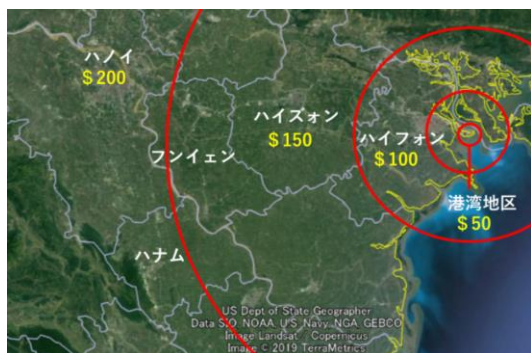 ハノイ
$200
ハイズォン
$150
ハイフォン
$100
フンイェン
港湾地区
$50
ハナム
US Dept of State Geographer
Data SIO, NOAA, U.S. Navy, NGA, GEBCO
Image Landsat / Copernicus
Image © 2019 TerraMetrics